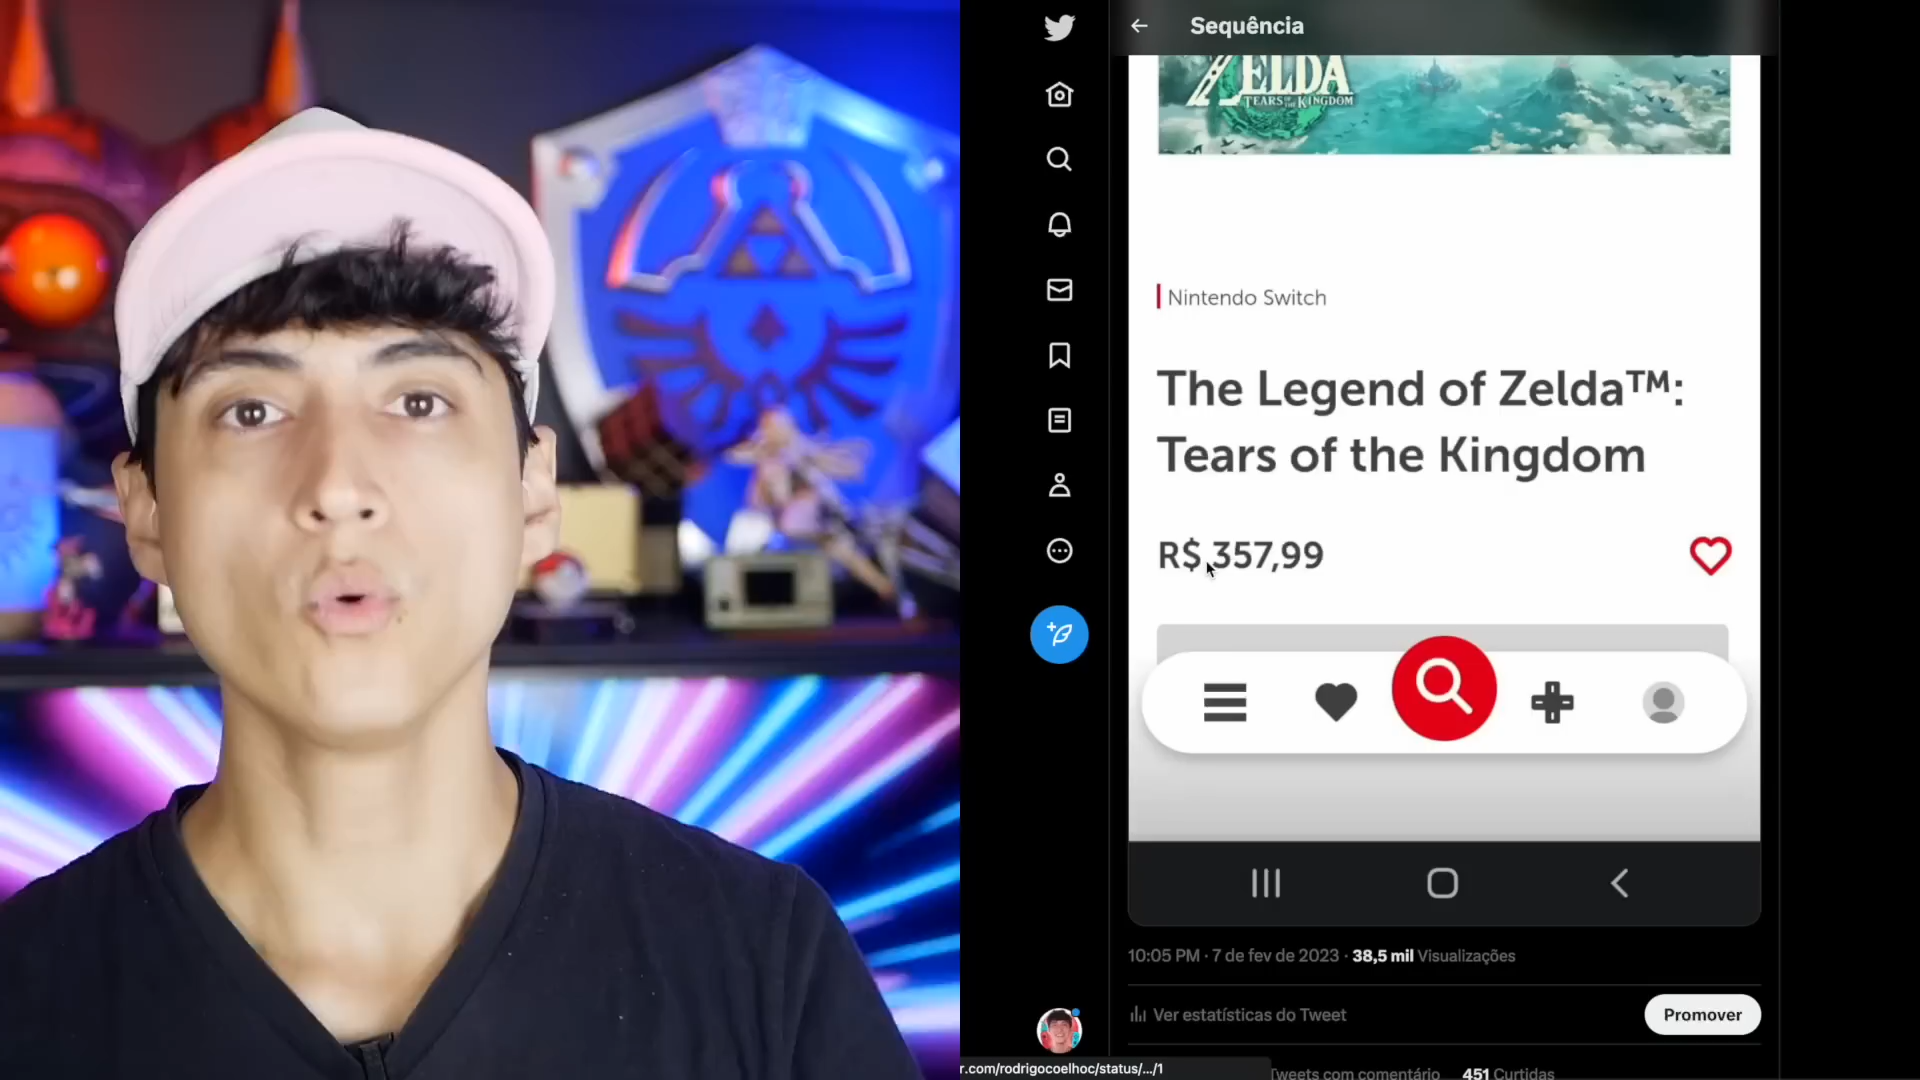 Sequência
ZELDA
TEARS OF THE KINGDOM
Nintendo Switch
The Legend of Zelda™:
Tears of the Kingdom
R$ 357,99
10:05 PM · 7 de fev de 2023 · 38,5 mil Visualizações
Ver estatísticas do Tweet
Promover
r.com/rodrigocoelhoc/status/.../1
Tweets com comentário 451 Curtidas